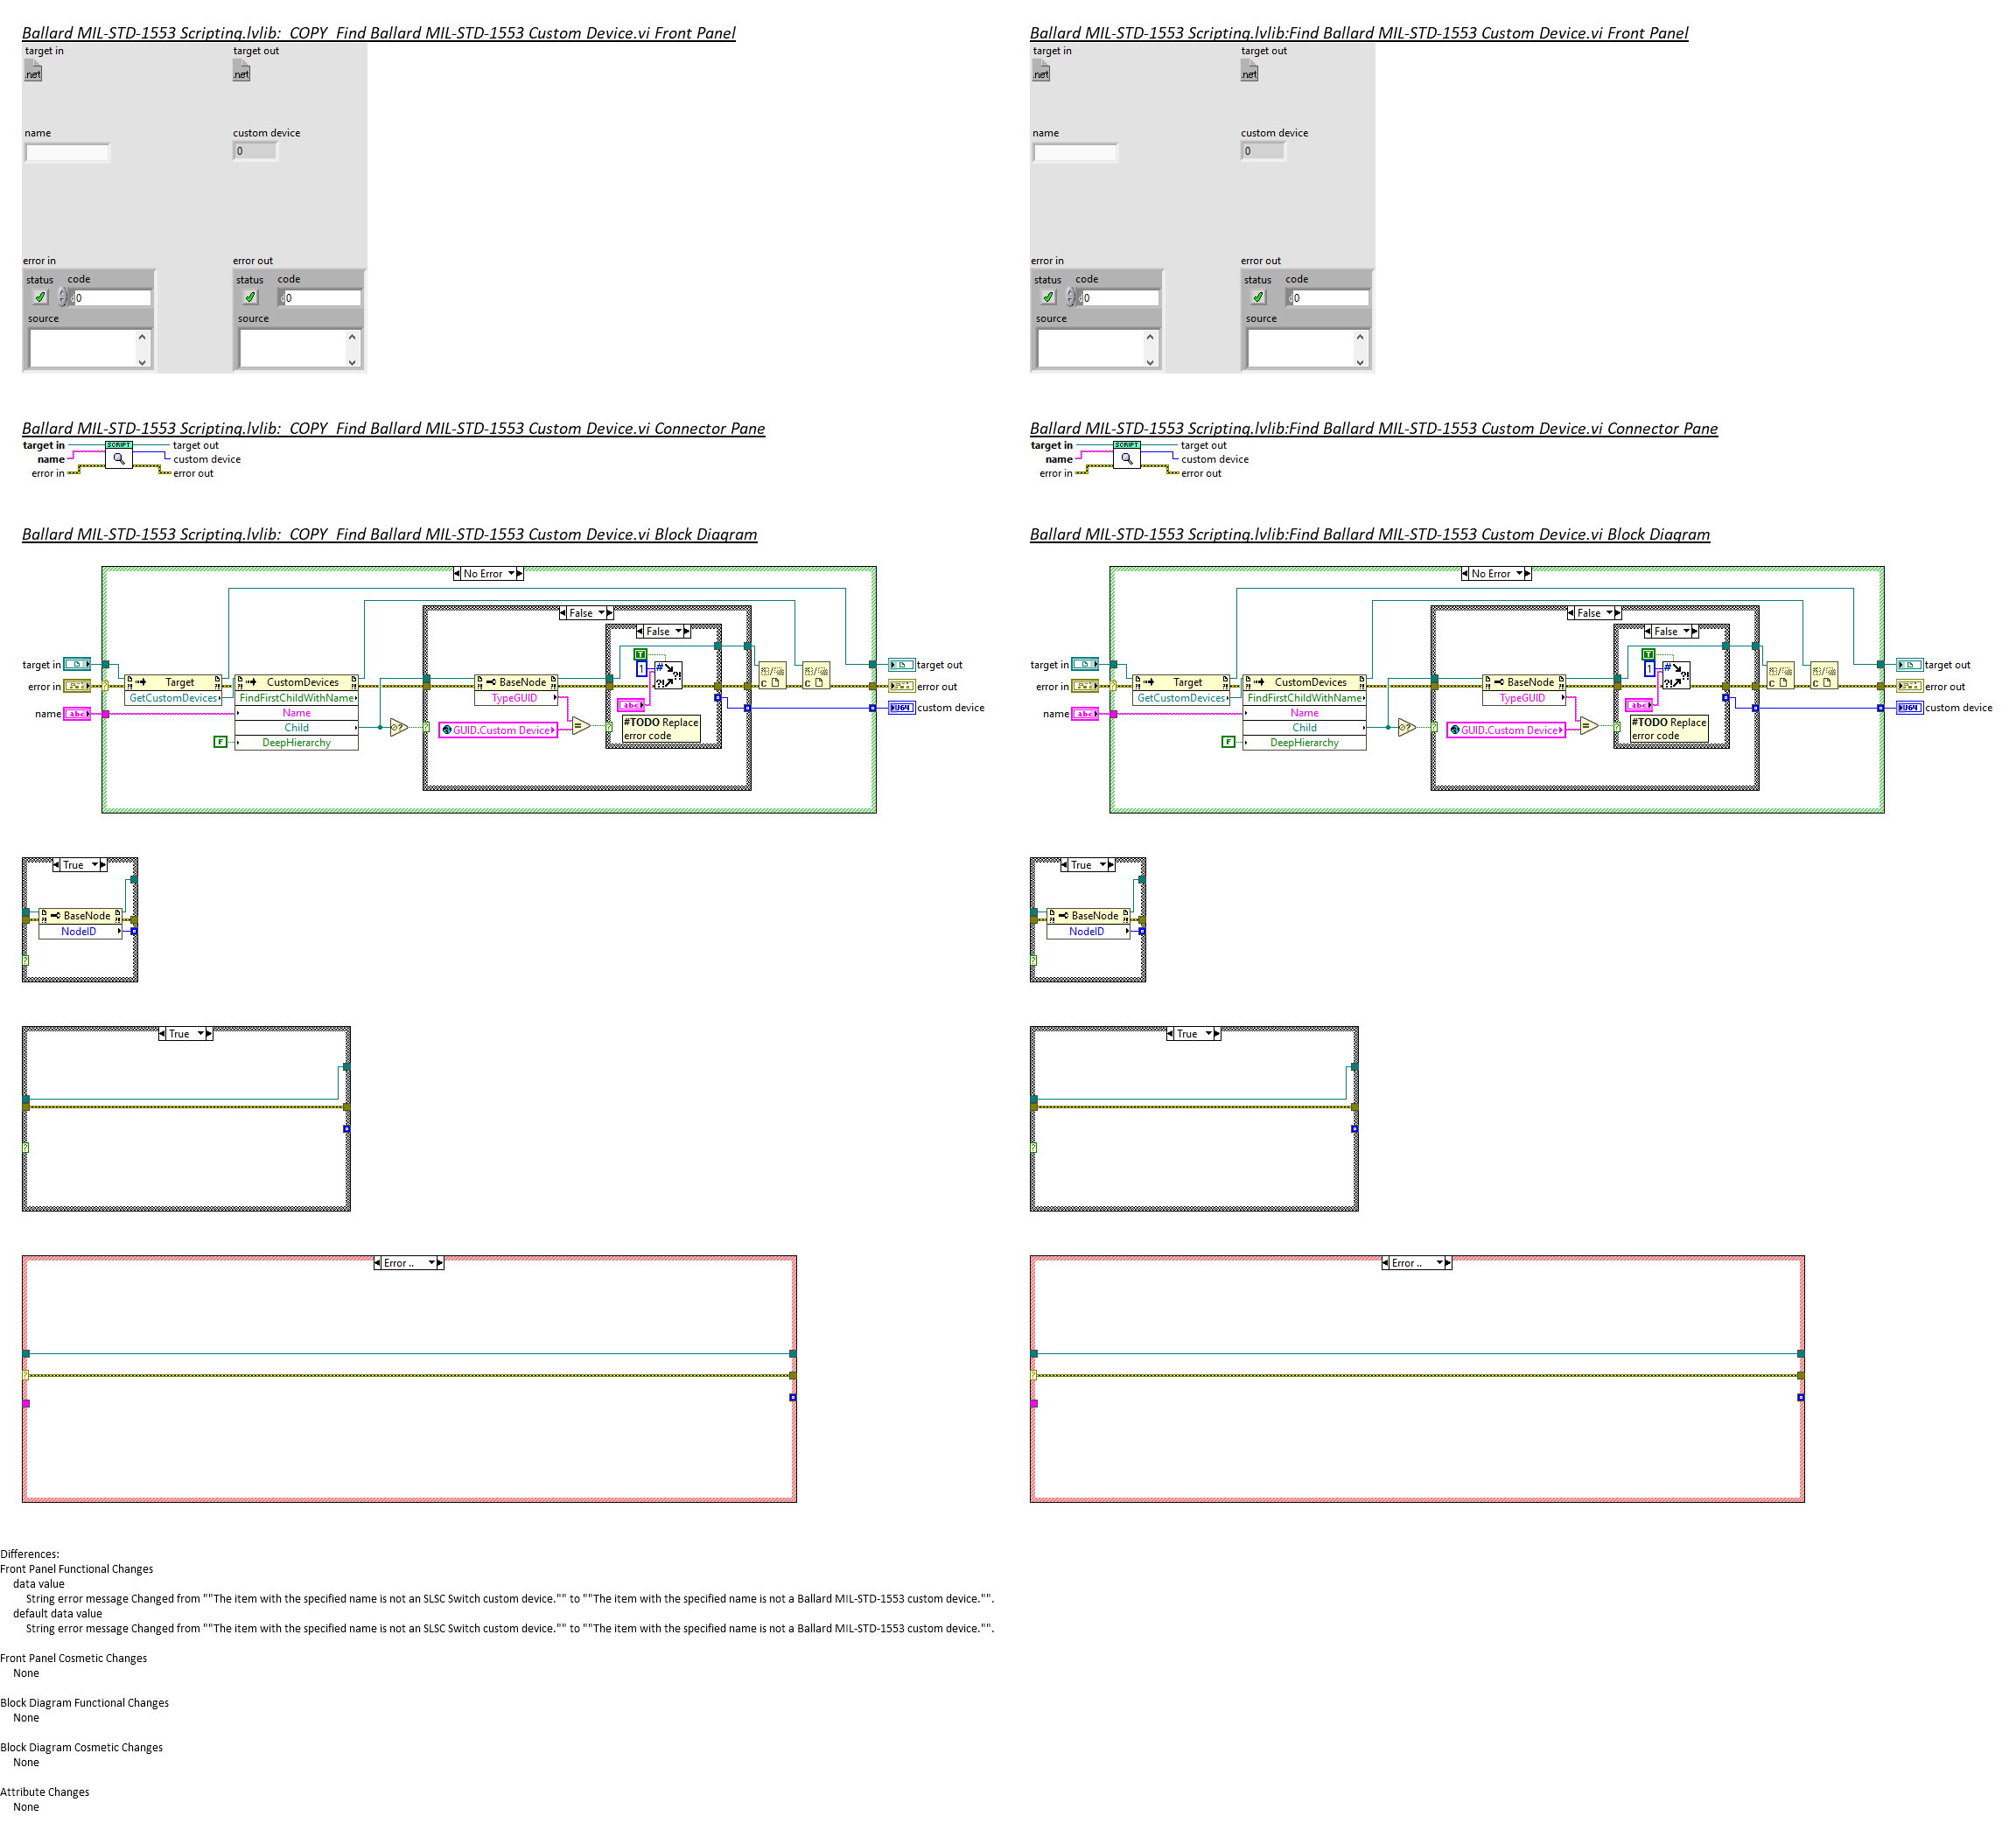 Ballard MIL-STD-1553 Scripting.lvlib:  COPY  Find Ballard MIL-STD-1553 Custom Device.vi Front Panel
target in
target out
.net
.net
name
custom device
0
error in
error out
status
code
status
code
0
0
source
source
Ballard MIL-STD-1553 Scripting.lvlib:  COPY  Find Ballard MIL-STD-1553 Custom Device.vi Connector Pane
target in
SCRIPT
target out
name
custom device
error in
error out
Ballard MIL-STD-1553 Scripting.lvlib:  COPY  Find Ballard MIL-STD-1553 Custom Device.vi Block Diagram
No Error
False
False
target in
T
target out
1
error in
Target
CustomDevices
BaseNode
error out
GetCustomDevices
FindFirstChildWithName
TypeGUID
abc
custom device
U64
name
abc
Name
#TODO Replace
error code
Child
GUID.Custom Device
F
DeepHierarchy
True
BaseNode
NodeID
True
Error ..
Ballard MIL-STD-1553 Scripting.lvlib:Find Ballard MIL-STD-1553 Custom Device.vi Front Panel
target in
target out
.net
.net
name
custom device
0
error in
error out
status
code
status
code
0
0
source
source
Ballard MIL-STD-1553 Scripting.lvlib:Find Ballard MIL-STD-1553 Custom Device.vi Connector Pane
target in
SCRIPT
target out
name
custom device
error in
error out
Ballard MIL-STD-1553 Scripting.lvlib:Find Ballard MIL-STD-1553 Custom Device.vi Block Diagram
No Error
False
False
target in
T
target out
1
error in
Target
CustomDevices
BaseNode
error out
GetCustomDevices
FindFirstChildWithName
TypeGUID
abc
custom device
U64
name
abc
Name
#TODO Replace
error code
Child
GUID.Custom Device
F
DeepHierarchy
True
BaseNode
NodeID
True
Error ..
Differences:
Front Panel Functional Changes
data value
String error message Changed from ""The item with the specified name is not an SLSC Switch custom device."" to ""The item with the specified name is not a Ballard MIL-STD-1553 custom device."".
default data value
String error message Changed from ""The item with the specified name is not an SLSC Switch custom device."" to ""The item with the specified name is not a Ballard MIL-STD-1553 custom device."".
Front Panel Cosmetic Changes
None
Block Diagram Functional Changes
None
Block Diagram Cosmetic Changes
None
Attribute Changes
None